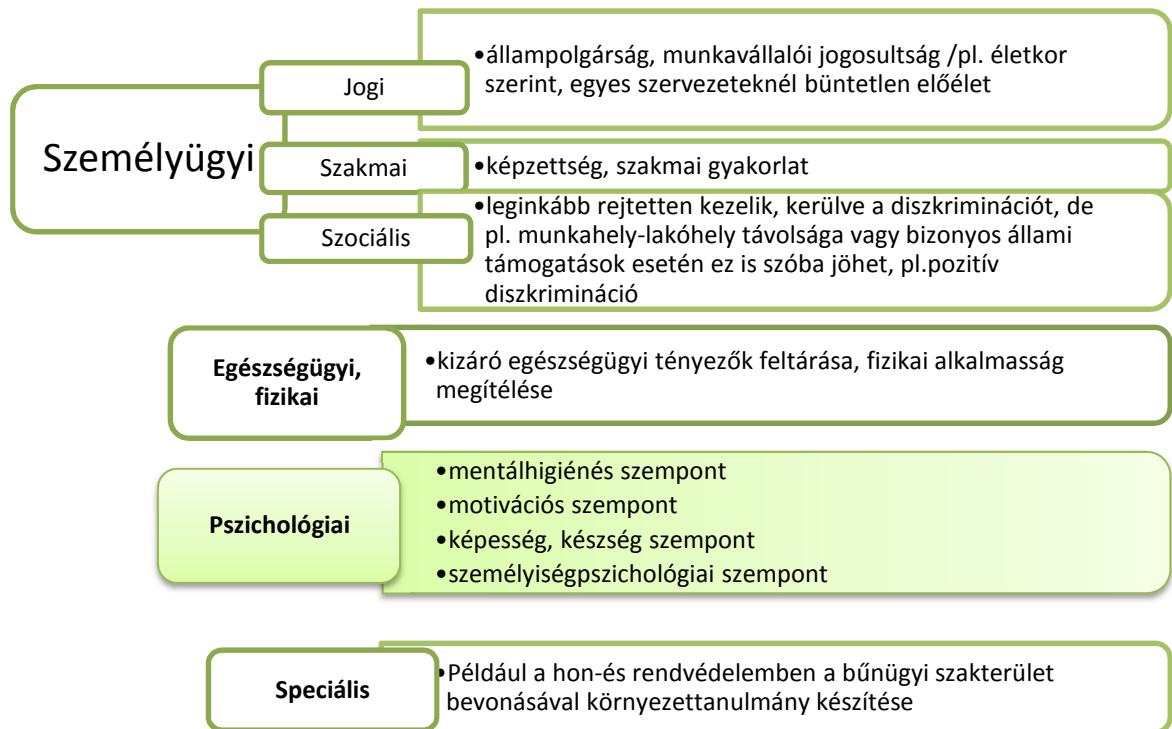 Személyügyi
Jogi
•állampolgárság, munkavállalói jogosultság /pl. életkor
szerint, egyes szervezeteknél büntetlen előélet
Szakmai
•képzettség, szakmai gyakorlat
Szociális
•leginkább rejtetten kezelik, kerülve a diszkriminációt, de
pl. munkahely-lakóhely távolsága vagy bizonyos állami
támogatások esetén ez is szóba jöhet, pl.pozitív
diszkrimináció
Egészségügyi,
fizikai
•kizáró egészségügyi tényezők feltárása, fizikai alkalmasság
megítélése
Pszichológiai
•mentálhigiénés szempont
•motivációs szempont
•képesség, készség szempont
•személyiségpszichológiai szempont
Speciális
•Például a hon-és rendvédelemben a bűnügyi szakterület
bevonásával környezettanulmány készítése